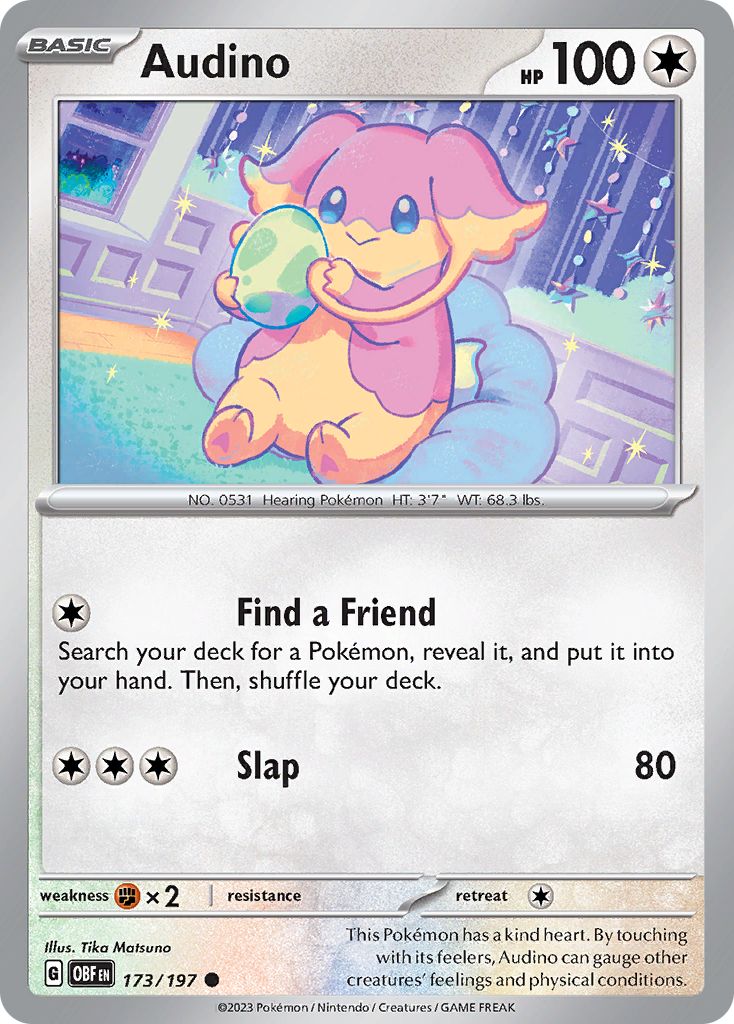 BASIC
Audino
HP 100
NO. 0531 Hearing Pokémon HT: 3'7" WT: 68.3 lbs.
Find a Friend
Search your deck for a Pokémon, reveal it, and put it into
your hand. Then, shuffle your deck.
Slap 80
weakness ×2 resistance retreat
Illus. Tika Matsuno
G OBF EN 173/197
This Pokémon has a kind heart. By touching
with its feelers, Audino can gauge other
creatures' feelings and physical conditions.
©2023 Pokémon / Nintendo / Creatures / GAME FREAK